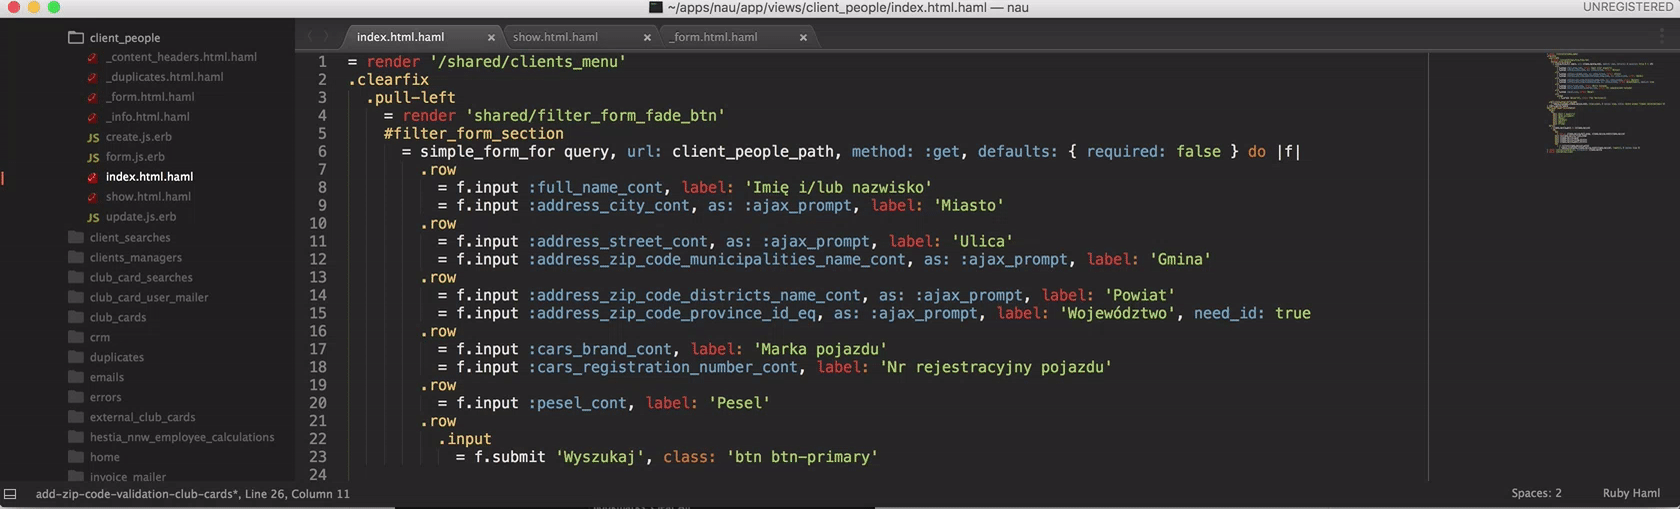 ~/apps/nau/app/views/client_people/index.html.haml — nau
UNREGISTERED
client_people
_content_headers.html.haml
_duplicates.html.haml
_form.html.haml
_info.html.haml
JS create.js.erb
JS form.js.erb
index.html.haml
show.html.haml
JS update.js.erb
client_searches
clients_managers
club_card_searches
club_card_user_mailer
club_cards
crm
duplicates
emails
errors
external_club_cards
hestia_nnw_employee_calculations
home
invoice_mailer
index.html.haml × show.html.haml × _form.html.haml ×
1 = render '/shared/clients_menu'
2 .clearfix
3 .pull-left
4 = render 'shared/filter_form_fade_btn'
5 #filter_form_section
6 = simple_form_for query, url: client_people_path, method: :get, defaults: { required: false } do |f|
7 .row
8 = f.input :full_name_cont, label: 'Imię i/lub nazwisko'
9 = f.input :address_city_cont, as: :ajax_prompt, label: 'Miasto'
10 .row
11 = f.input :address_street_cont, as: :ajax_prompt, label: 'Ulica'
12 = f.input :address_zip_code_municipalities_name_cont, as: :ajax_prompt, label: 'Gmina'
13 .row
14 = f.input :address_zip_code_districts_name_cont, as: :ajax_prompt, label: 'Powiat'
15 = f.input :address_zip_code_province_id_eq, as: :ajax_prompt, label: 'Województwo', need_id: true
16 .row
17 = f.input :cars_brand_cont, label: 'Marka pojazdu'
18 = f.input :cars_registration_number_cont, label: 'Nr rejestracyjny pojazdu'
19 .row
20 = f.input :pesel_cont, label: 'Pesel'
21 .row
22 .input
23 = f.submit 'Wyszukaj', class: 'btn btn-primary'
24
add-zip-code-validation-club-cards*, Line 26, Column 11
Spaces: 2
Ruby Haml